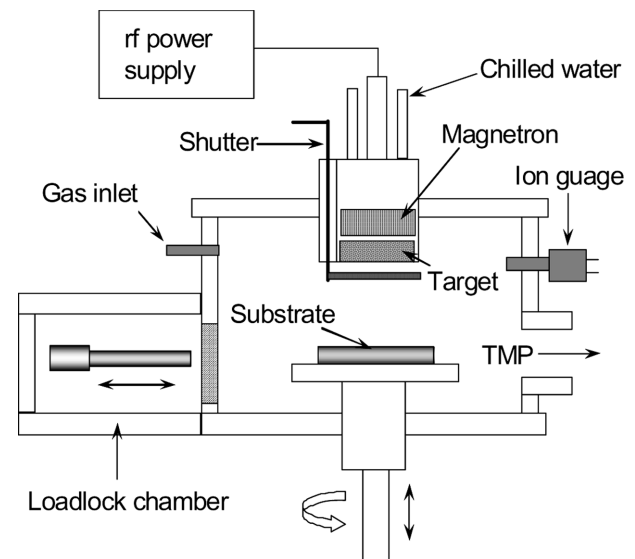 rf power
supply
Chilled water
Shutter
Magnetron
Ion guage
Gas inlet
Target
Substrate
TMP
Loadlock chamber